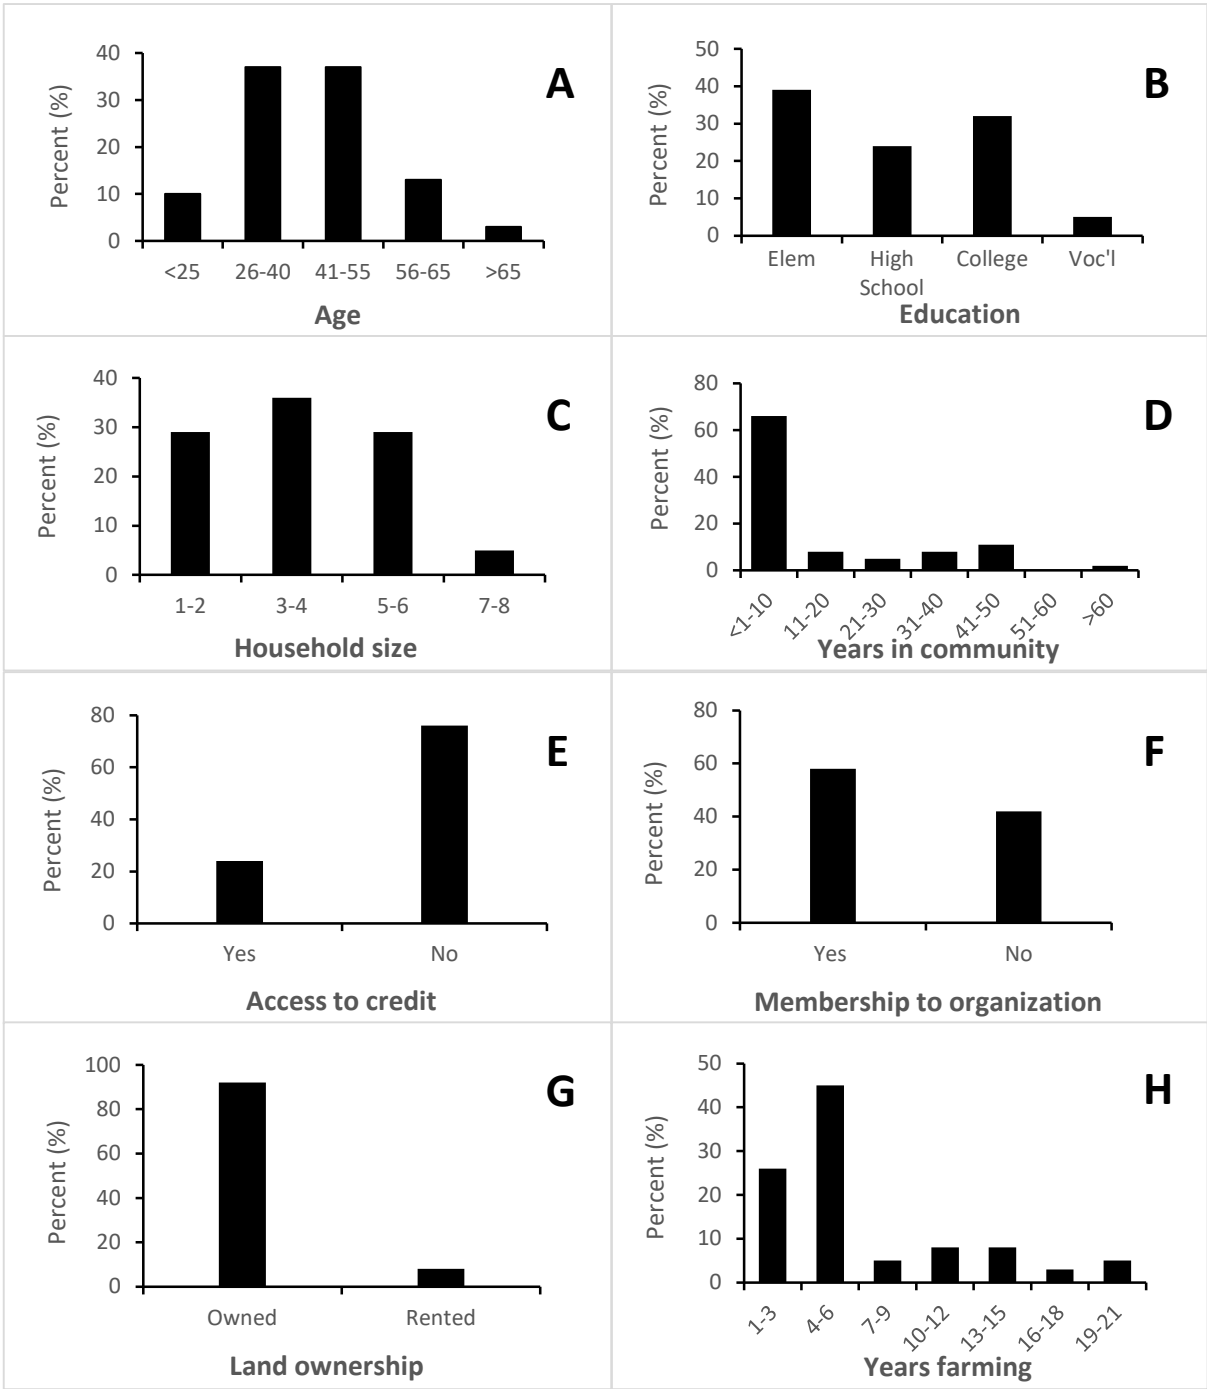 40
30
20
10
0
Percent (%)
A
<25 26-40 41-55 56-65 >65
Age
50
40
30
20
10
0
Percent (%)
B
Elem High School College Voc'l
Education
40
30
20
10
0
Percent (%)
C
1-2 3-4 5-6 7-8
Household size
80
60
40
20
0
Percent (%)
D
<1-10 11-20 21-30 31-40 41-50 51-60 >60
Years in community
80
60
40
20
0
Percent (%)
E
Yes No
Access to credit
80
60
40
20
0
Percent (%)
F
Yes No
Membership to organization
100
80
60
40
20
0
Percent (%)
G
Owned Rented
Land ownership
50
40
30
20
10
0
Percent (%)
H
1-3 4-6 7-9 10-12 13-15 16-18 19-21
Years farming